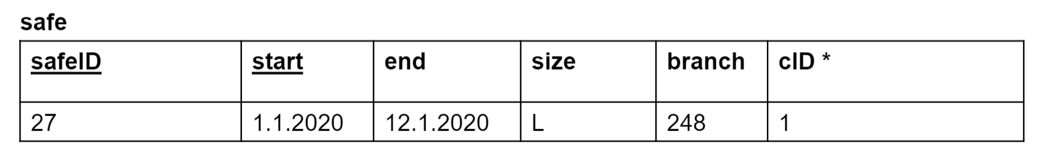 safe
safeID start end size branch cID *
27 1.1.2020 12.1.2020 L 248 1